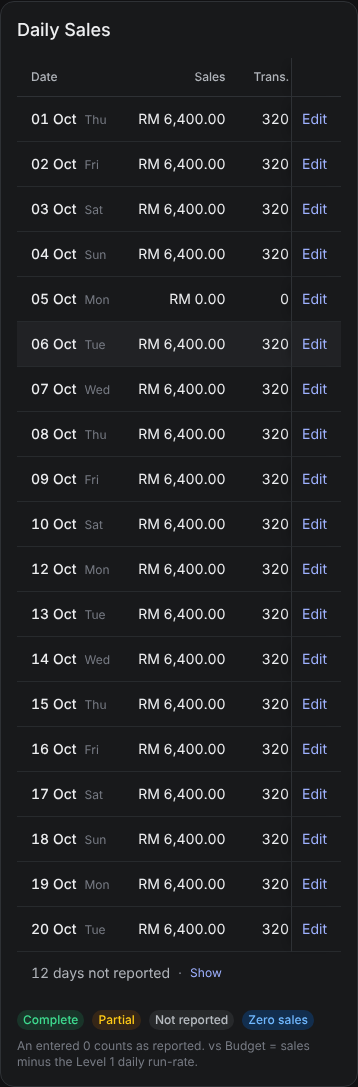 Daily Sales
Date Sales Trans.
01 Oct Thu RM 6,400.00 320 Edit
02 Oct Fri RM 6,400.00 320 Edit
03 Oct Sat RM 6,400.00 320 Edit
04 Oct Sun RM 6,400.00 320 Edit
05 Oct Mon RM 0.00 0 Edit
06 Oct Tue RM 6,400.00 320 Edit
07 Oct Wed RM 6,400.00 320 Edit
08 Oct Thu RM 6,400.00 320 Edit
09 Oct Fri RM 6,400.00 320 Edit
10 Oct Sat RM 6,400.00 320 Edit
12 Oct Mon RM 6,400.00 320 Edit
13 Oct Tue RM 6,400.00 320 Edit
14 Oct Wed RM 6,400.00 320 Edit
15 Oct Thu RM 6,400.00 320 Edit
16 Oct Fri RM 6,400.00 320 Edit
17 Oct Sat RM 6,400.00 320 Edit
18 Oct Sun RM 6,400.00 320 Edit
19 Oct Mon RM 6,400.00 320 Edit
20 Oct Tue RM 6,400.00 320 Edit
12 days not reported · Show
Complete Partial Not reported Zero sales
An entered 0 counts as reported. vs Budget = sales
minus the Level 1 daily run-rate.